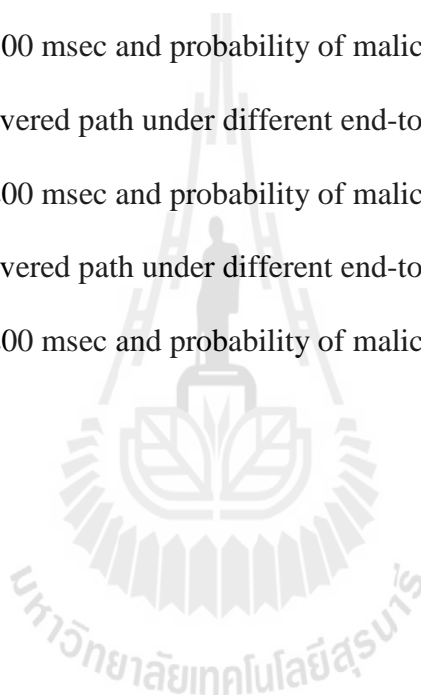 00 msec and probability of malic
vered path under different end-to
00 msec and probability of malic
vered path under different end-to
00 msec and probability of malic
มหาวิทยาลัยเทคโนโลยีสุรนารี